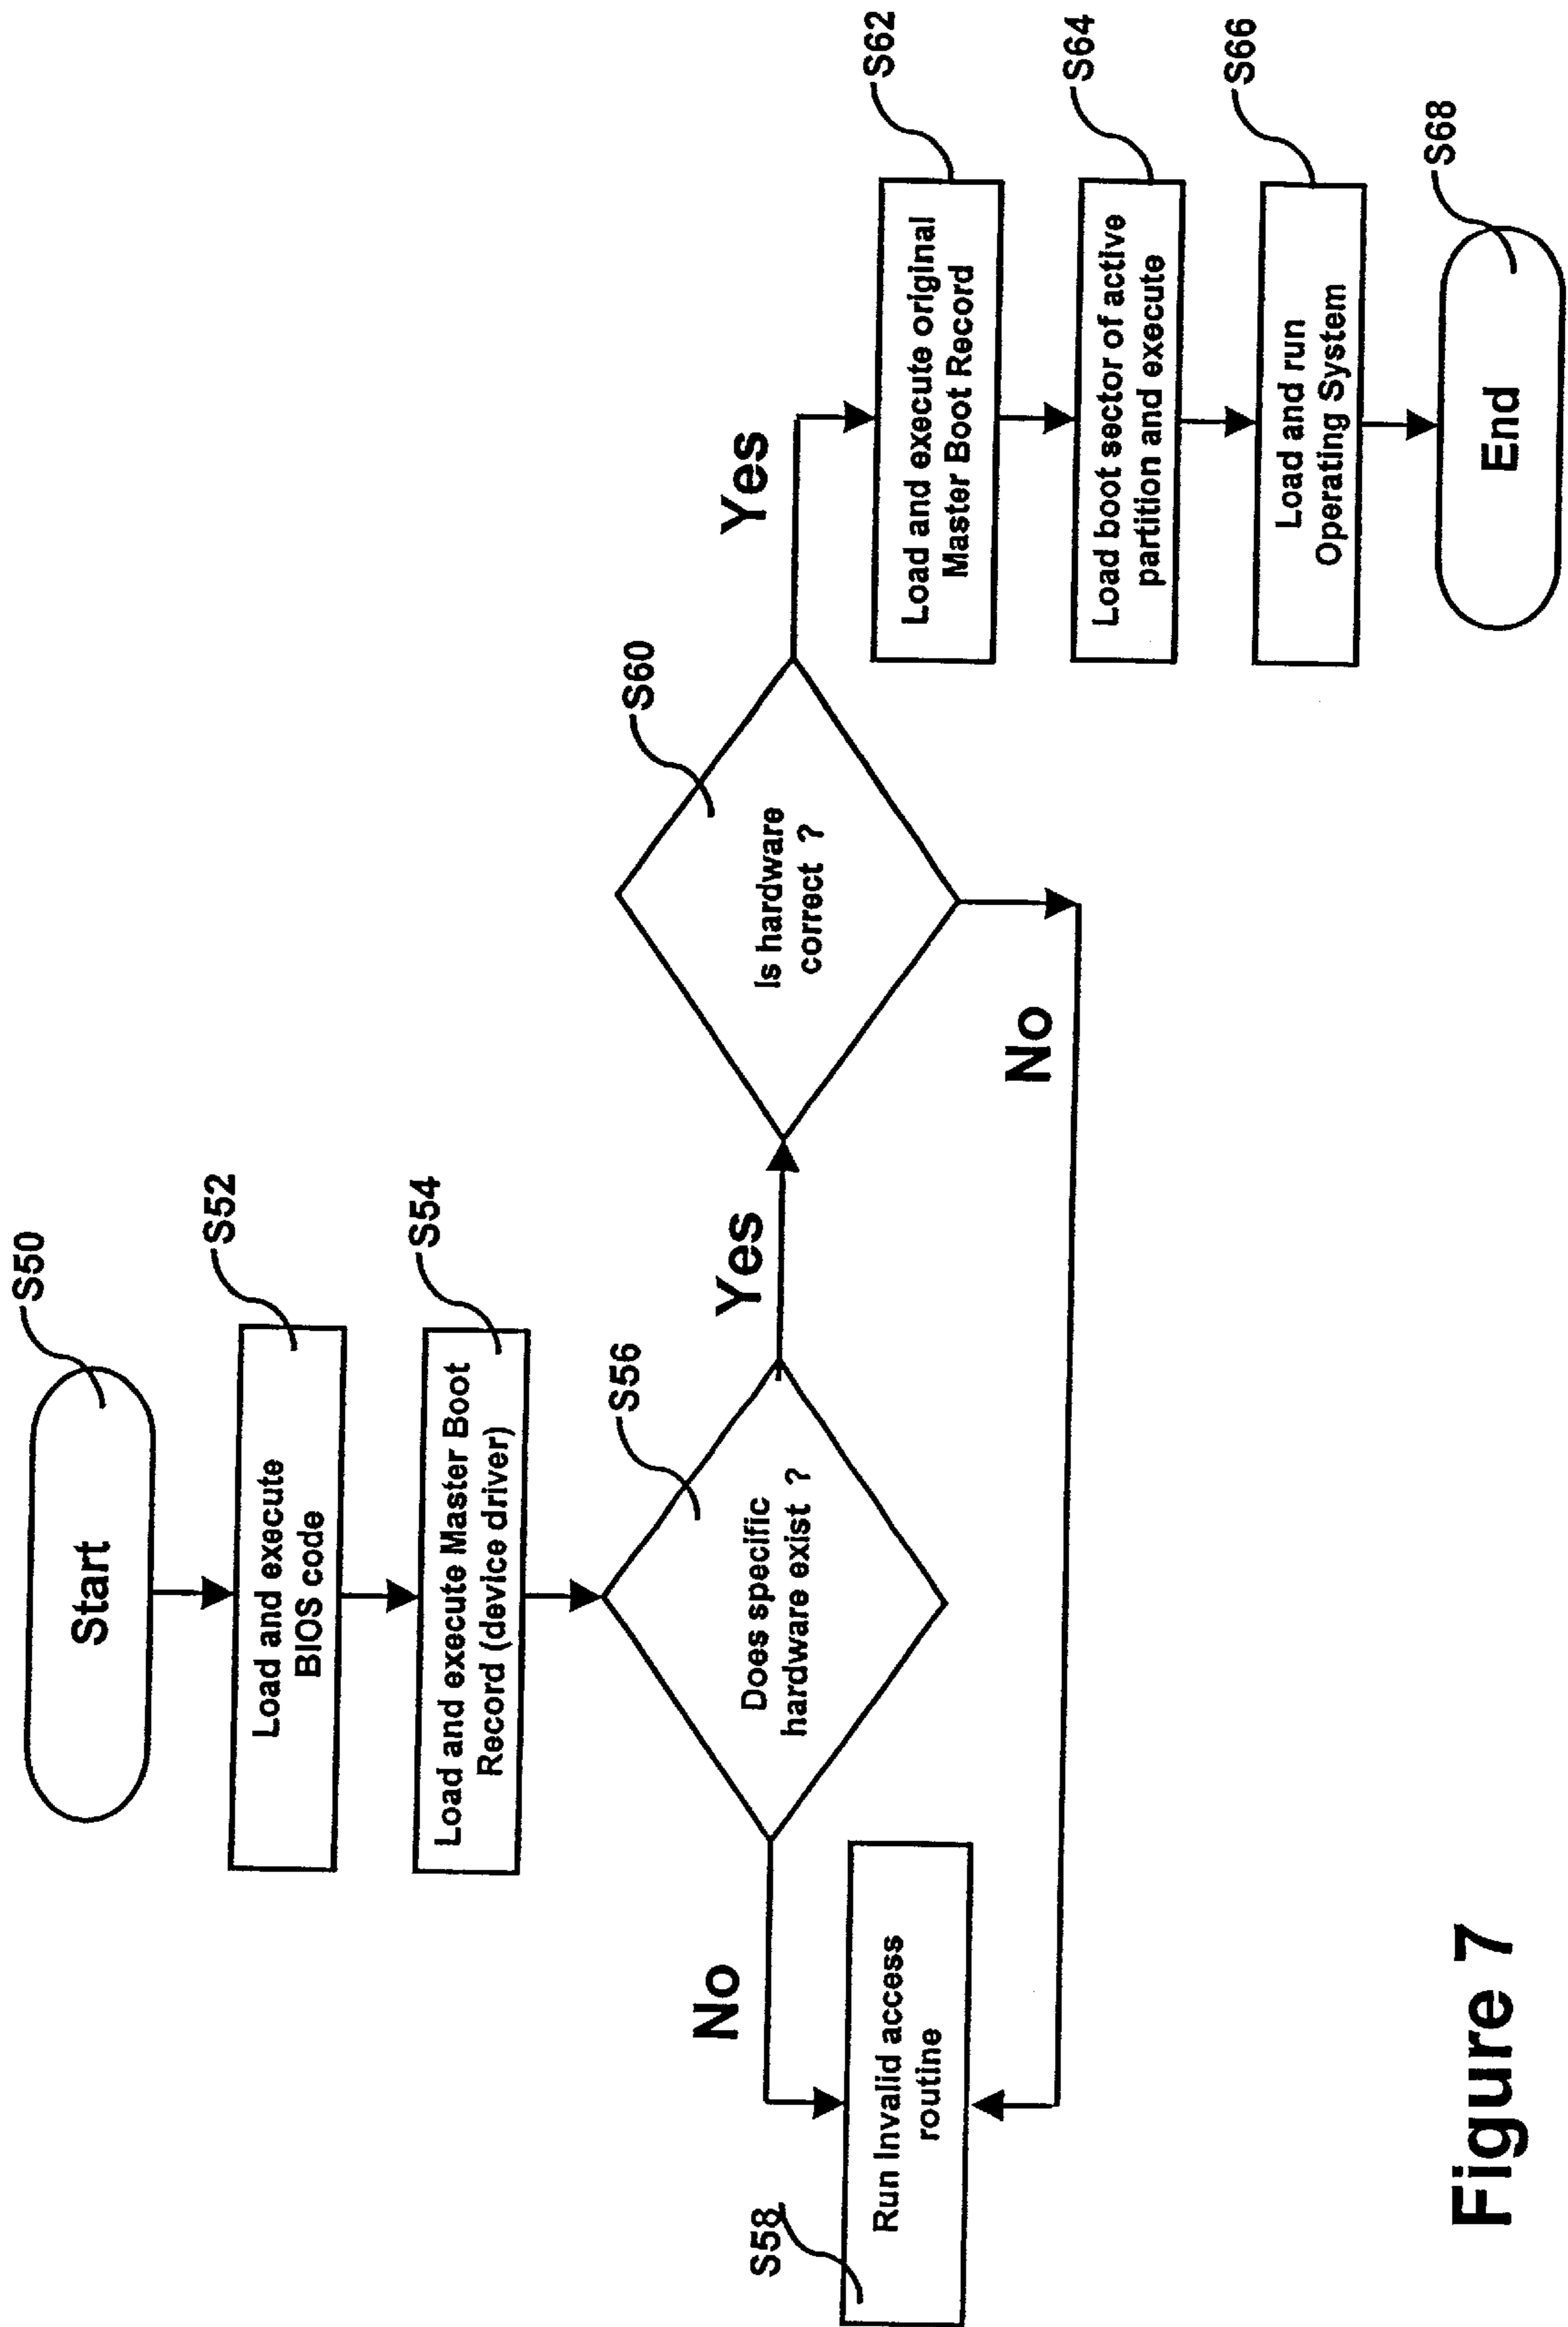 S50
Start
S52
Load and execute
BIOS code
S54
Load and execute Master Boot
Record (device driver)
S56
Does specific
hardware exist ?
No
Yes
S58
Run Invalid access
routine
S60
Is hardware
correct ?
No
Yes
S62
Load and execute original
Master Boot Record
S64
Load boot sector of active
partition and execute
S66
Load and run
Operating System
S68
End
Figure 7